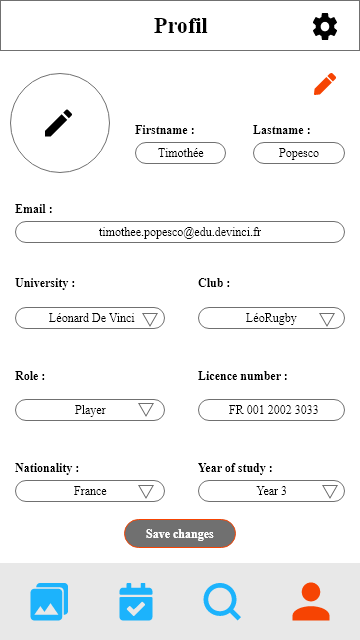 Profil
Firstname :
Lastname :
Timothée
Popesco
Email :
timothee.popesco@edu.devinci.fr
University :
Club :
Léonard De Vinci
LéoRugby
Role :
Licence number :
Player
FR 001 2002 3033
Nationality :
Year of study :
France
Year 3
Save changes